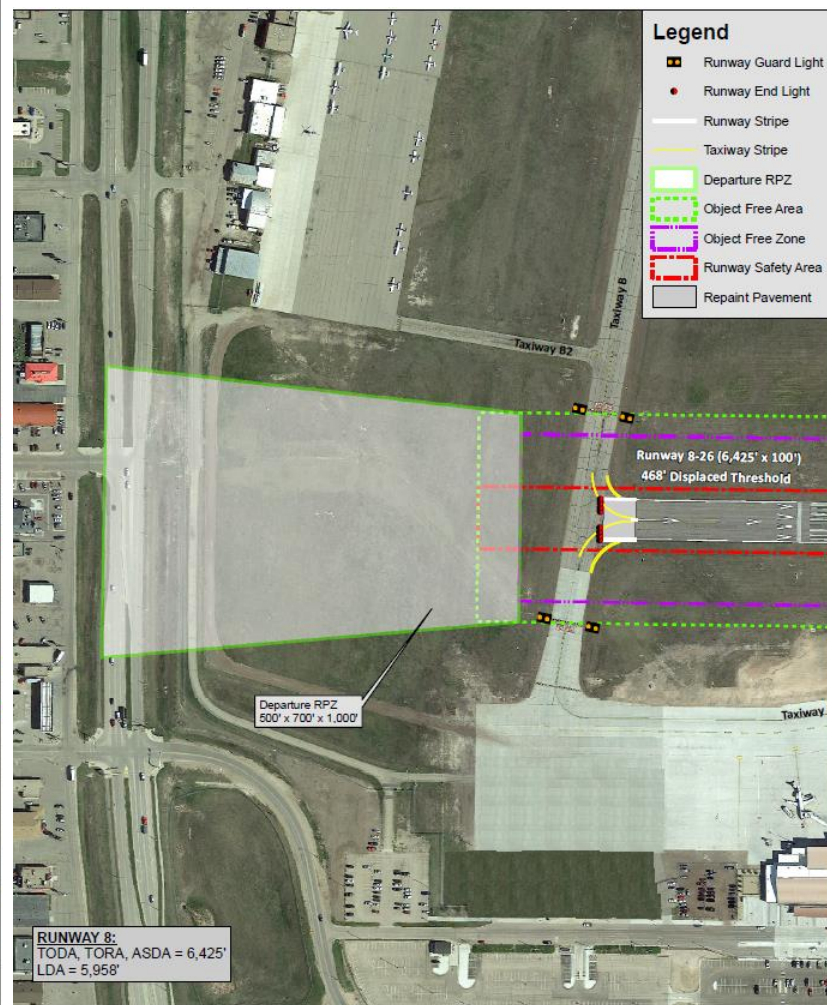 Legend
Runway Guard Light
Runway End Light
Runway Stripe
Taxiway Stripe
Departure RPZ
Object Free Area
Object Free Zone
Runway Safety Area
Repaint Pavement
Taxiway B
Taxiway B2
Runway 8-26 (6,425' x 100')
468' Displaced Threshold
Departure RPZ
500' x 700' x 1,000'
Taxiway
RUNWAY 8:
TODA, TORA, ASDA = 6,425'
LDA = 5,958'